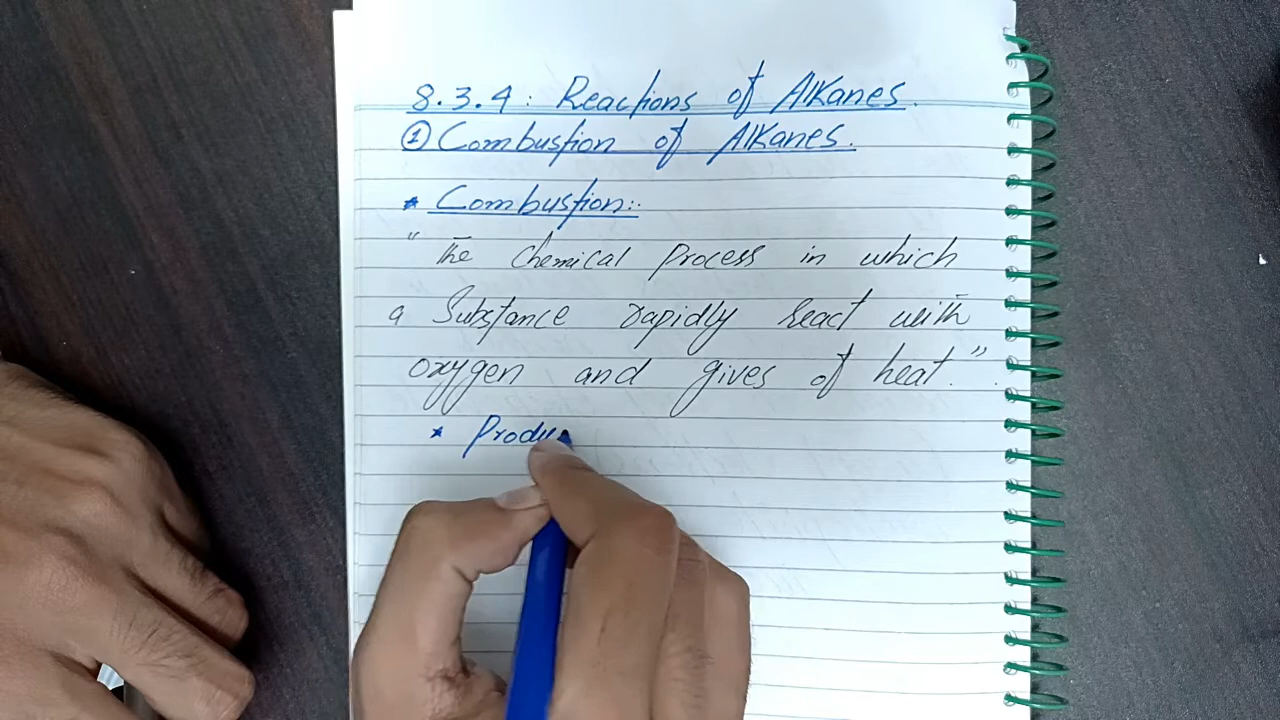 8.3.4: Reactions of Alkanes.
① Combustion of Alkanes.
* Combustion:.
"The Chemical Process in which
a Substance rapidly react with
oxygen and gives of heat.".
* Produ